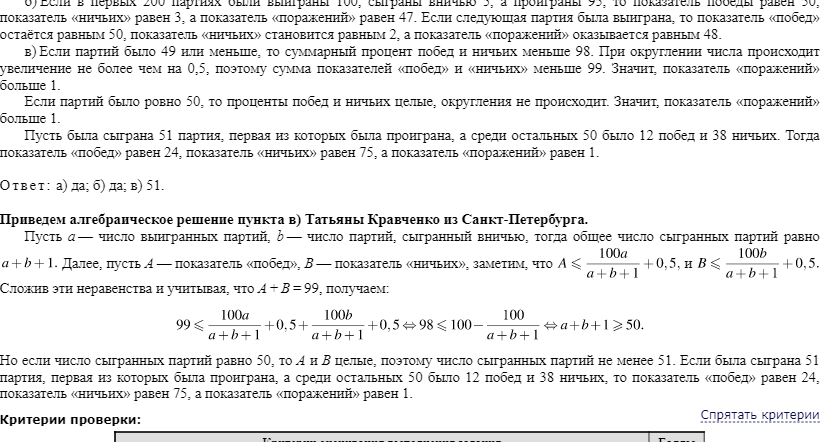 б) Если в первых 200 партиях были выиграны 100, сыграны вничью 5, а проиграны 95, то показатель победы равен 50,
показатель «ничьих» равен 3, а показатель «поражений» равен 47. Если следующая партия была выиграна, то показатель «побед»
остаётся равным 50, показатель «ничьих» становится равным 2, а показатель «поражений» оказывается равным 48.
в) Если партий было 49 или меньше, то суммарный процент побед и ничьих меньше 98. При округлении числа происходит
увеличение не более чем на 0,5, поэтому сумма показателей «побед» и «ничьих» меньше 99. Значит, показатель «поражений»
больше 1.
Если партий было ровно 50, то проценты побед и ничьих целые, округления не происходит. Значит, показатель «поражений»
больше 1.
Пусть была сыграна 51 партия, первая из которых была проиграна, а среди остальных 50 было 12 побед и 38 ничьих. Тогда
показатель «побед» равен 24, показатель «ничьих» равен 75, а показатель «поражений» равен 1.
Ответ: а) да; б) да; в) 51.
Приведем алгебраическое решение пункта в) Татьяны Кравченко из Санкт-Петербурга.
Пусть a — число выигранных партий, b — число партий, сыгранный вничью, тогда общее число сыгранных партий равно
a + b + 1. Далее, пусть A — показатель «побед», B — показатель «ничьих», заметим, что A ⩽ 100a/(a+b+1) + 0,5, и B ⩽ 100b/(a+b+1) + 0,5.
Сложив эти неравенства и учитывая, что A + B = 99, получаем:
99 ⩽ 100a/(a+b+1) + 0,5 + 100b/(a+b+1) + 0,5 ⇔ 98 ⩽ 100 − 100/(a+b+1) ⇔ a+b+1 ⩾ 50.
Но если число сыгранных партий равно 50, то A и B целые, поэтому число сыгранных партий не менее 51. Если была сыграна 51
партия, первая из которых была проиграна, а среди остальных 50 было 12 побед и 38 ничьих, то показатель «побед» равен 24,
показатель «ничьих» равен 75, а показатель «поражений» равен 1.
Критерии проверки:
Спрятать критерии